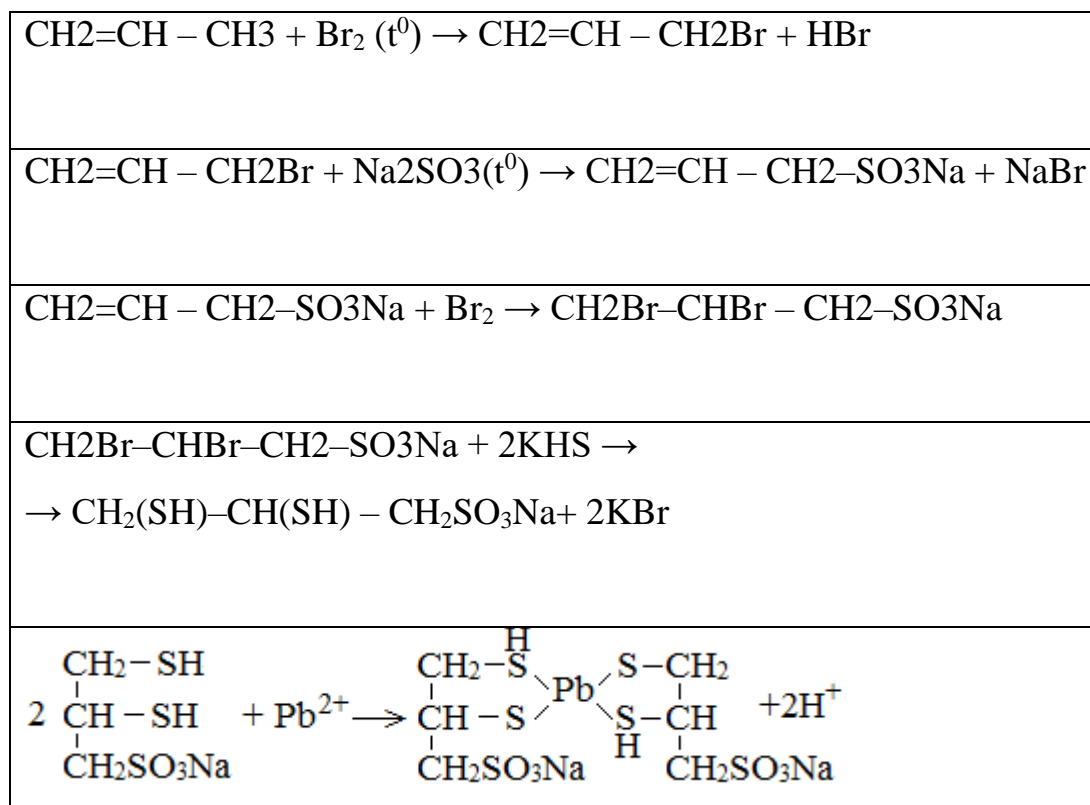 CH2=CH – CH3 + Br₂ (t⁰) → CH2=CH – CH2Br + HBr
CH2=CH – CH2Br + Na2SO3(t⁰) → CH2=CH – CH2–SO3Na + NaBr
CH2=CH – CH2–SO3Na + Br₂ → CH2Br–CHBr – CH2–SO3Na
CH2Br–CHBr–CH2–SO3Na + 2KHS →
→ CH₂(SH)–CH(SH) – CH₂SO₃Na+ 2KBr
H
CH₂–SH CH₂–S S–CH₂
2 CH–SH + Pb²⁺ → CH–S Pb S–CH +2H⁺
H
CH₂SO₃Na CH₂SO₃Na CH₂SO₃Na